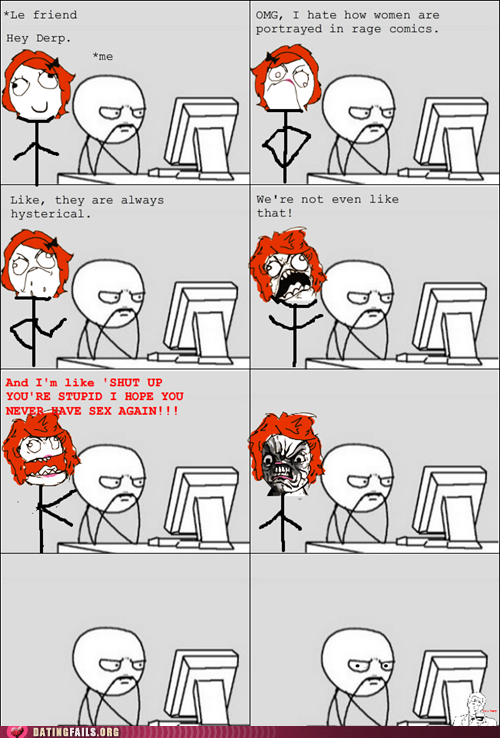 *Le friend
Hey Derp.
*me
OMG, I hate how women are
portrayed in rage comics.
Like, they are always
hysterical.
We're not even like
that!
And I'm like 'SHUT UP
YOU'RE STUPID I HOPE YOU
NEVER HAVE SEX AGAIN!!!
DATINGFAILS.ORG